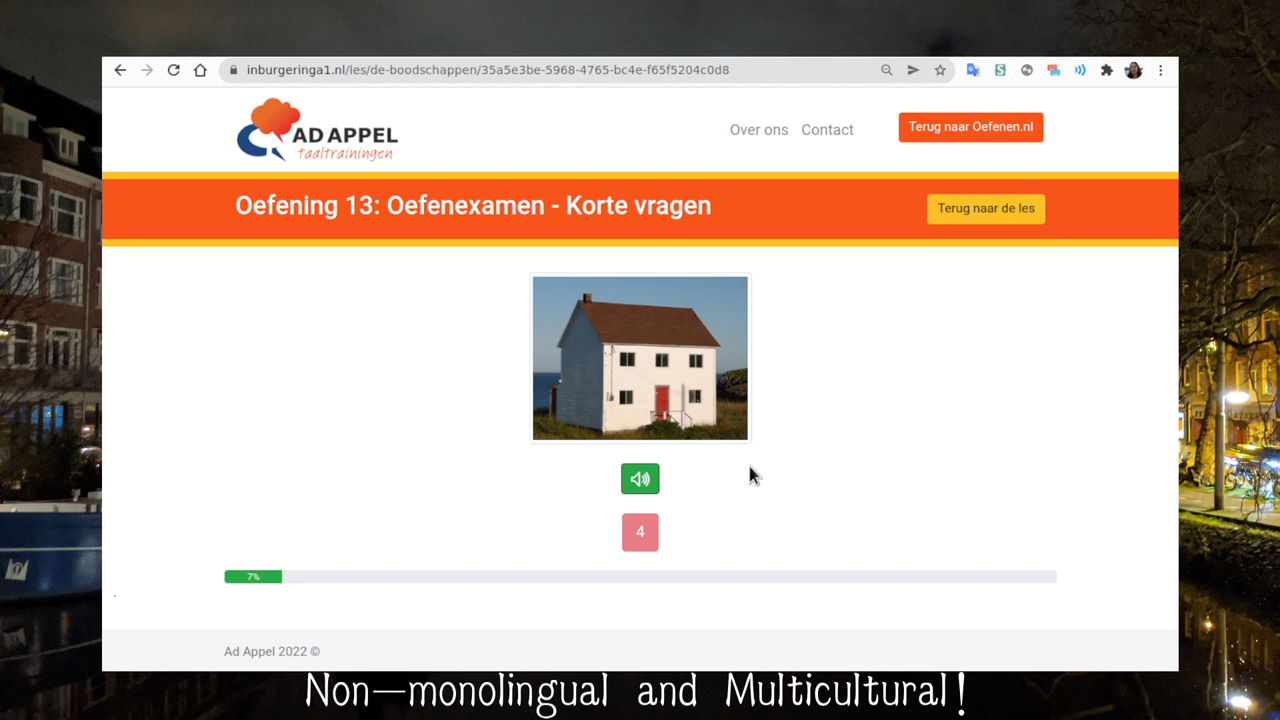 inburgeringa1.nl/les/de-boodschappen/35a5e3be-5968-4765-bc4e-f65f5204c0d8
AD APPEL
taaltrainingen
Over ons
Contact
Terug naar Oefenen.nl
Oefening 13: Oefenexamen - Korte vragen
Terug naar de les
4
7%
Ad Appel 2022 ©
Non-monolingual and Multicultural!